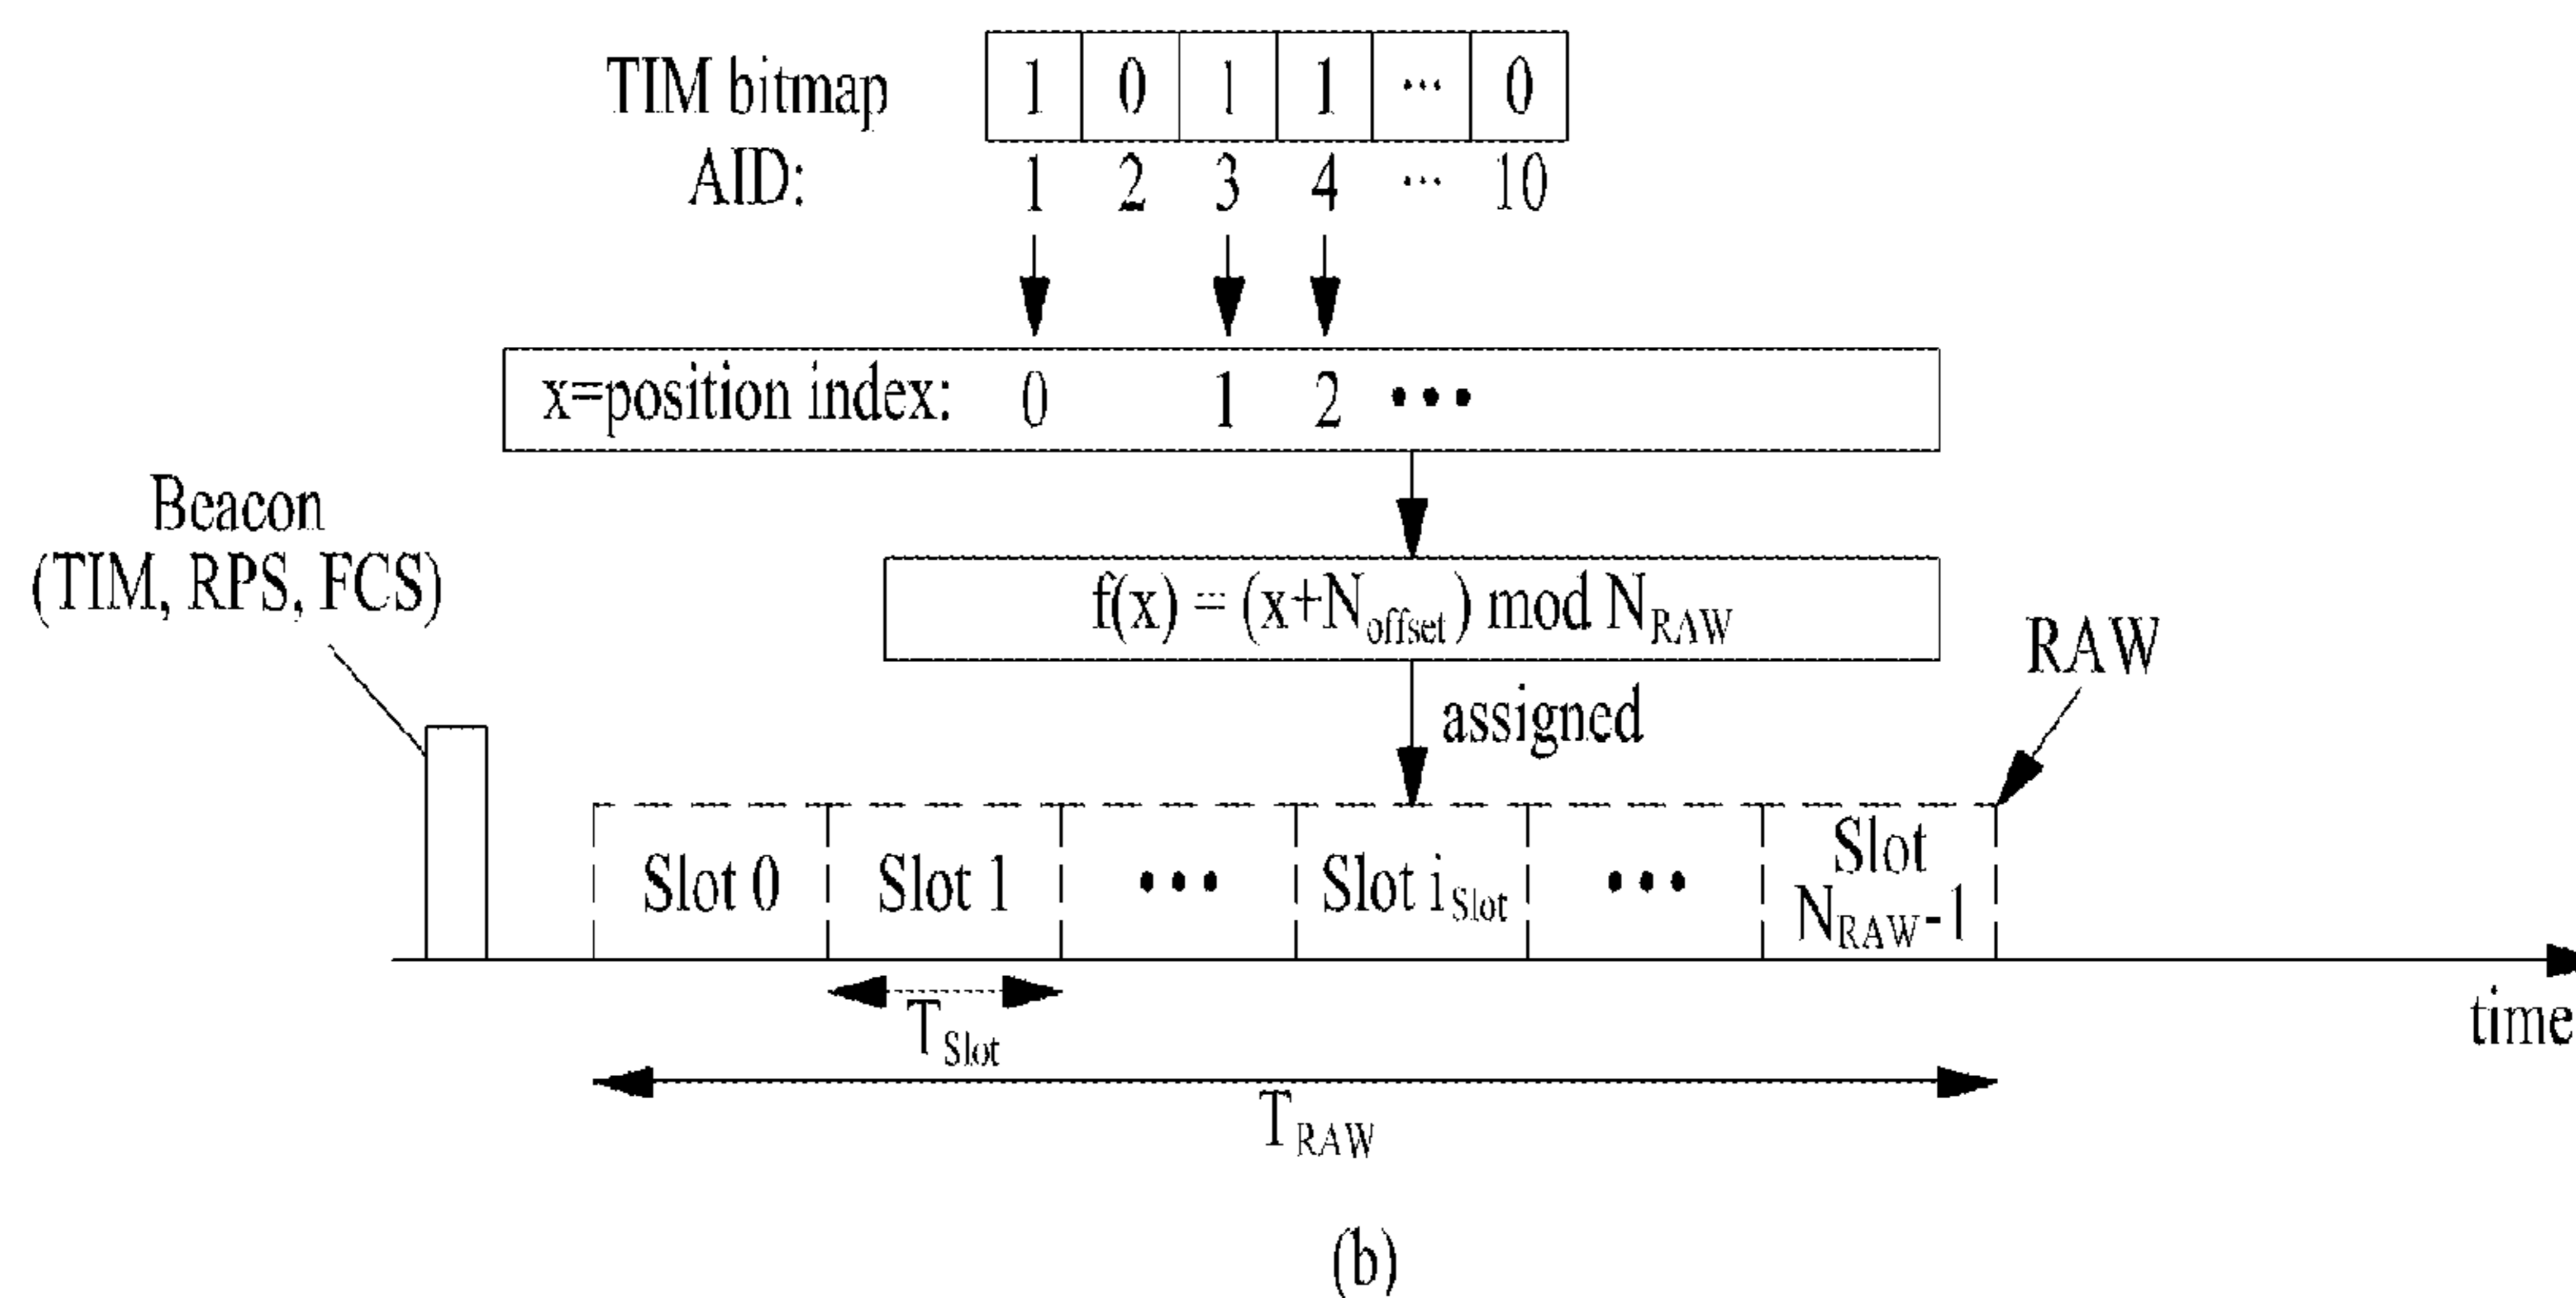 TIM bitmap 1 0 1 1 ... 0
AID: 1 2 3 4 ... 10
x=position index: 0 1 2 •••
Beacon
(TIM, RPS, FCS)
f(x) = (x+N_offset) mod N_RAW
RAW
assigned
Slot 0 Slot 1 ••• Slot i_Slot ••• Slot N_RAW-1
T_Slot
time
T_RAW
(b)